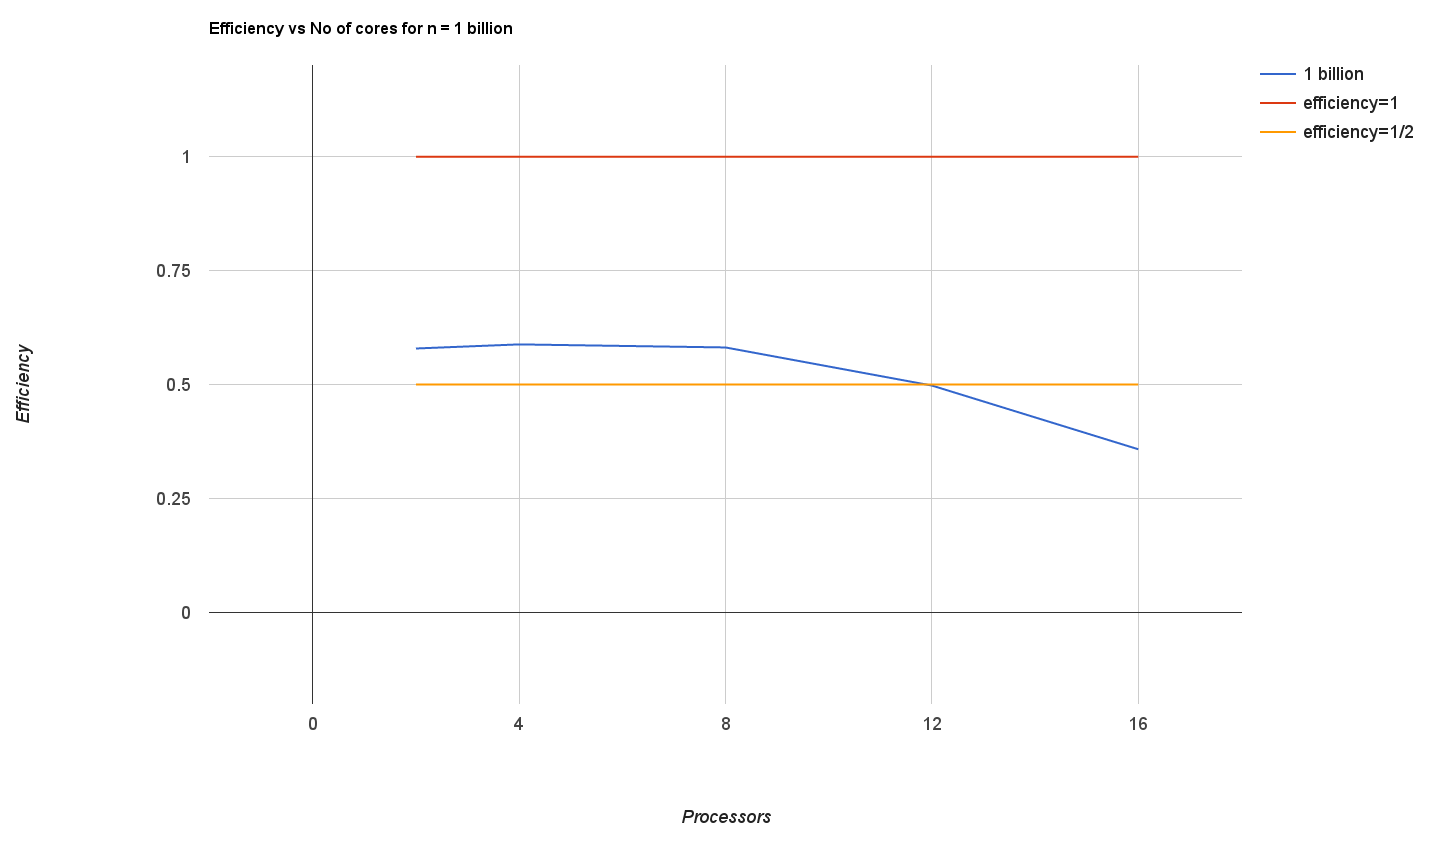 Efficiency vs No of cores for n = 1 billion
1 billion
efficiency=1
efficiency=1/2
1
0.75
0.5
0.25
0
Efficiency
0 4 8 12 16
Processors